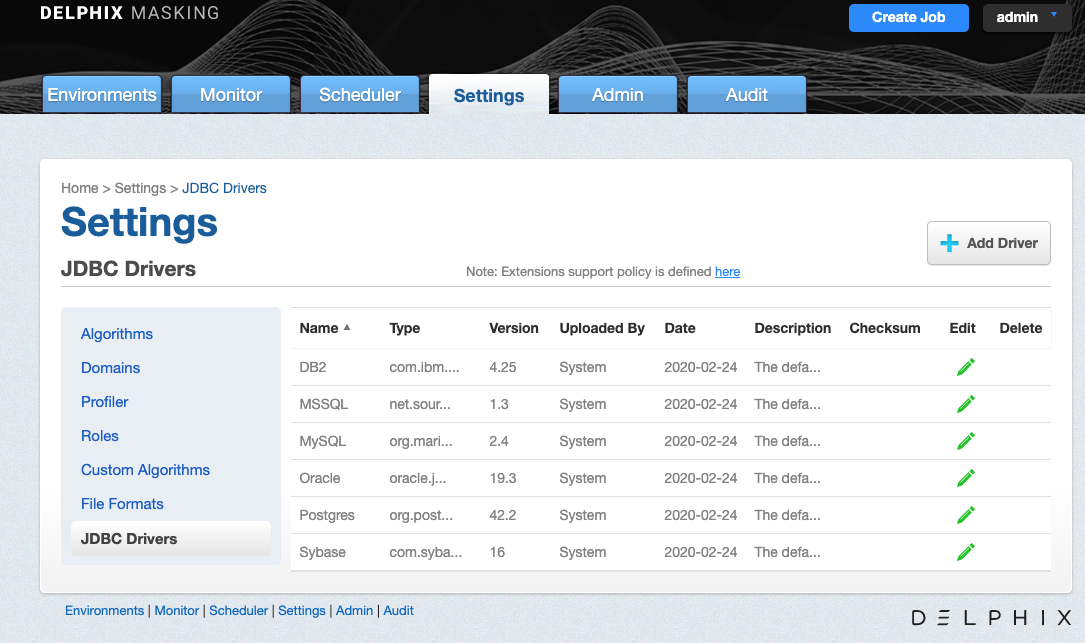 DELPHIX MASKING
Create Job
admin
Environments Monitor Scheduler Settings Admin Audit
Home > Settings > JDBC Drivers
Settings
Add Driver
JDBC Drivers
Note: Extensions support policy is defined here
Algorithms
Domains
Profiler
Roles
Custom Algorithms
File Formats
JDBC Drivers
Name Type Version Uploaded By Date Description Checksum Edit Delete
DB2 com.ibm.... 4.25 System 2020-02-24 The defa...
MSSQL net.sour... 1.3 System 2020-02-24 The defa...
MySQL org.mari... 2.4 System 2020-02-24 The defa...
Oracle oracle.j... 19.3 System 2020-02-24 The defa...
Postgres org.post... 42.2 System 2020-02-24 The defa...
Sybase com.syba... 16 System 2020-02-24 The defa...
Environments | Monitor | Scheduler | Settings | Admin | Audit
DELPHIX